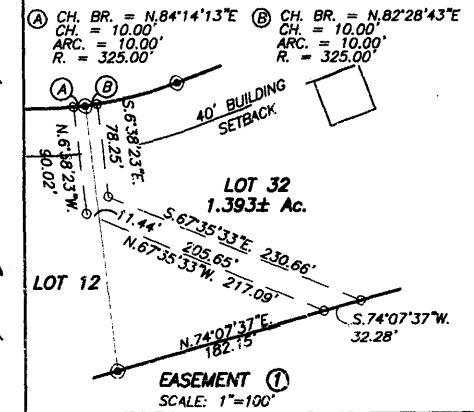 Ⓐ CH. BR. = N.84°14'13"E
CH. = 10.00'
ARC. = 10.00'
R. = 325.00'
Ⓑ CH. BR. = N.82°28'43"E
CH. = 10.00'
ARC. = 10.00'
R. = 325.00'
Ⓐ
Ⓑ
40' BUILDING
SETBACK
S.6°38'23"E.
78.25'
N.6°38'23"W.
90.02'
LOT 32
1.393± Ac.
S.67°35'33"E. 230.66'
11.44'
205.65'
N.67°35'33"W. 217.09'
LOT 12
S.74°07'37"W.
32.28'
N.74°07'37"E.
182.15'
EASEMENT ①
SCALE: 1"=100'